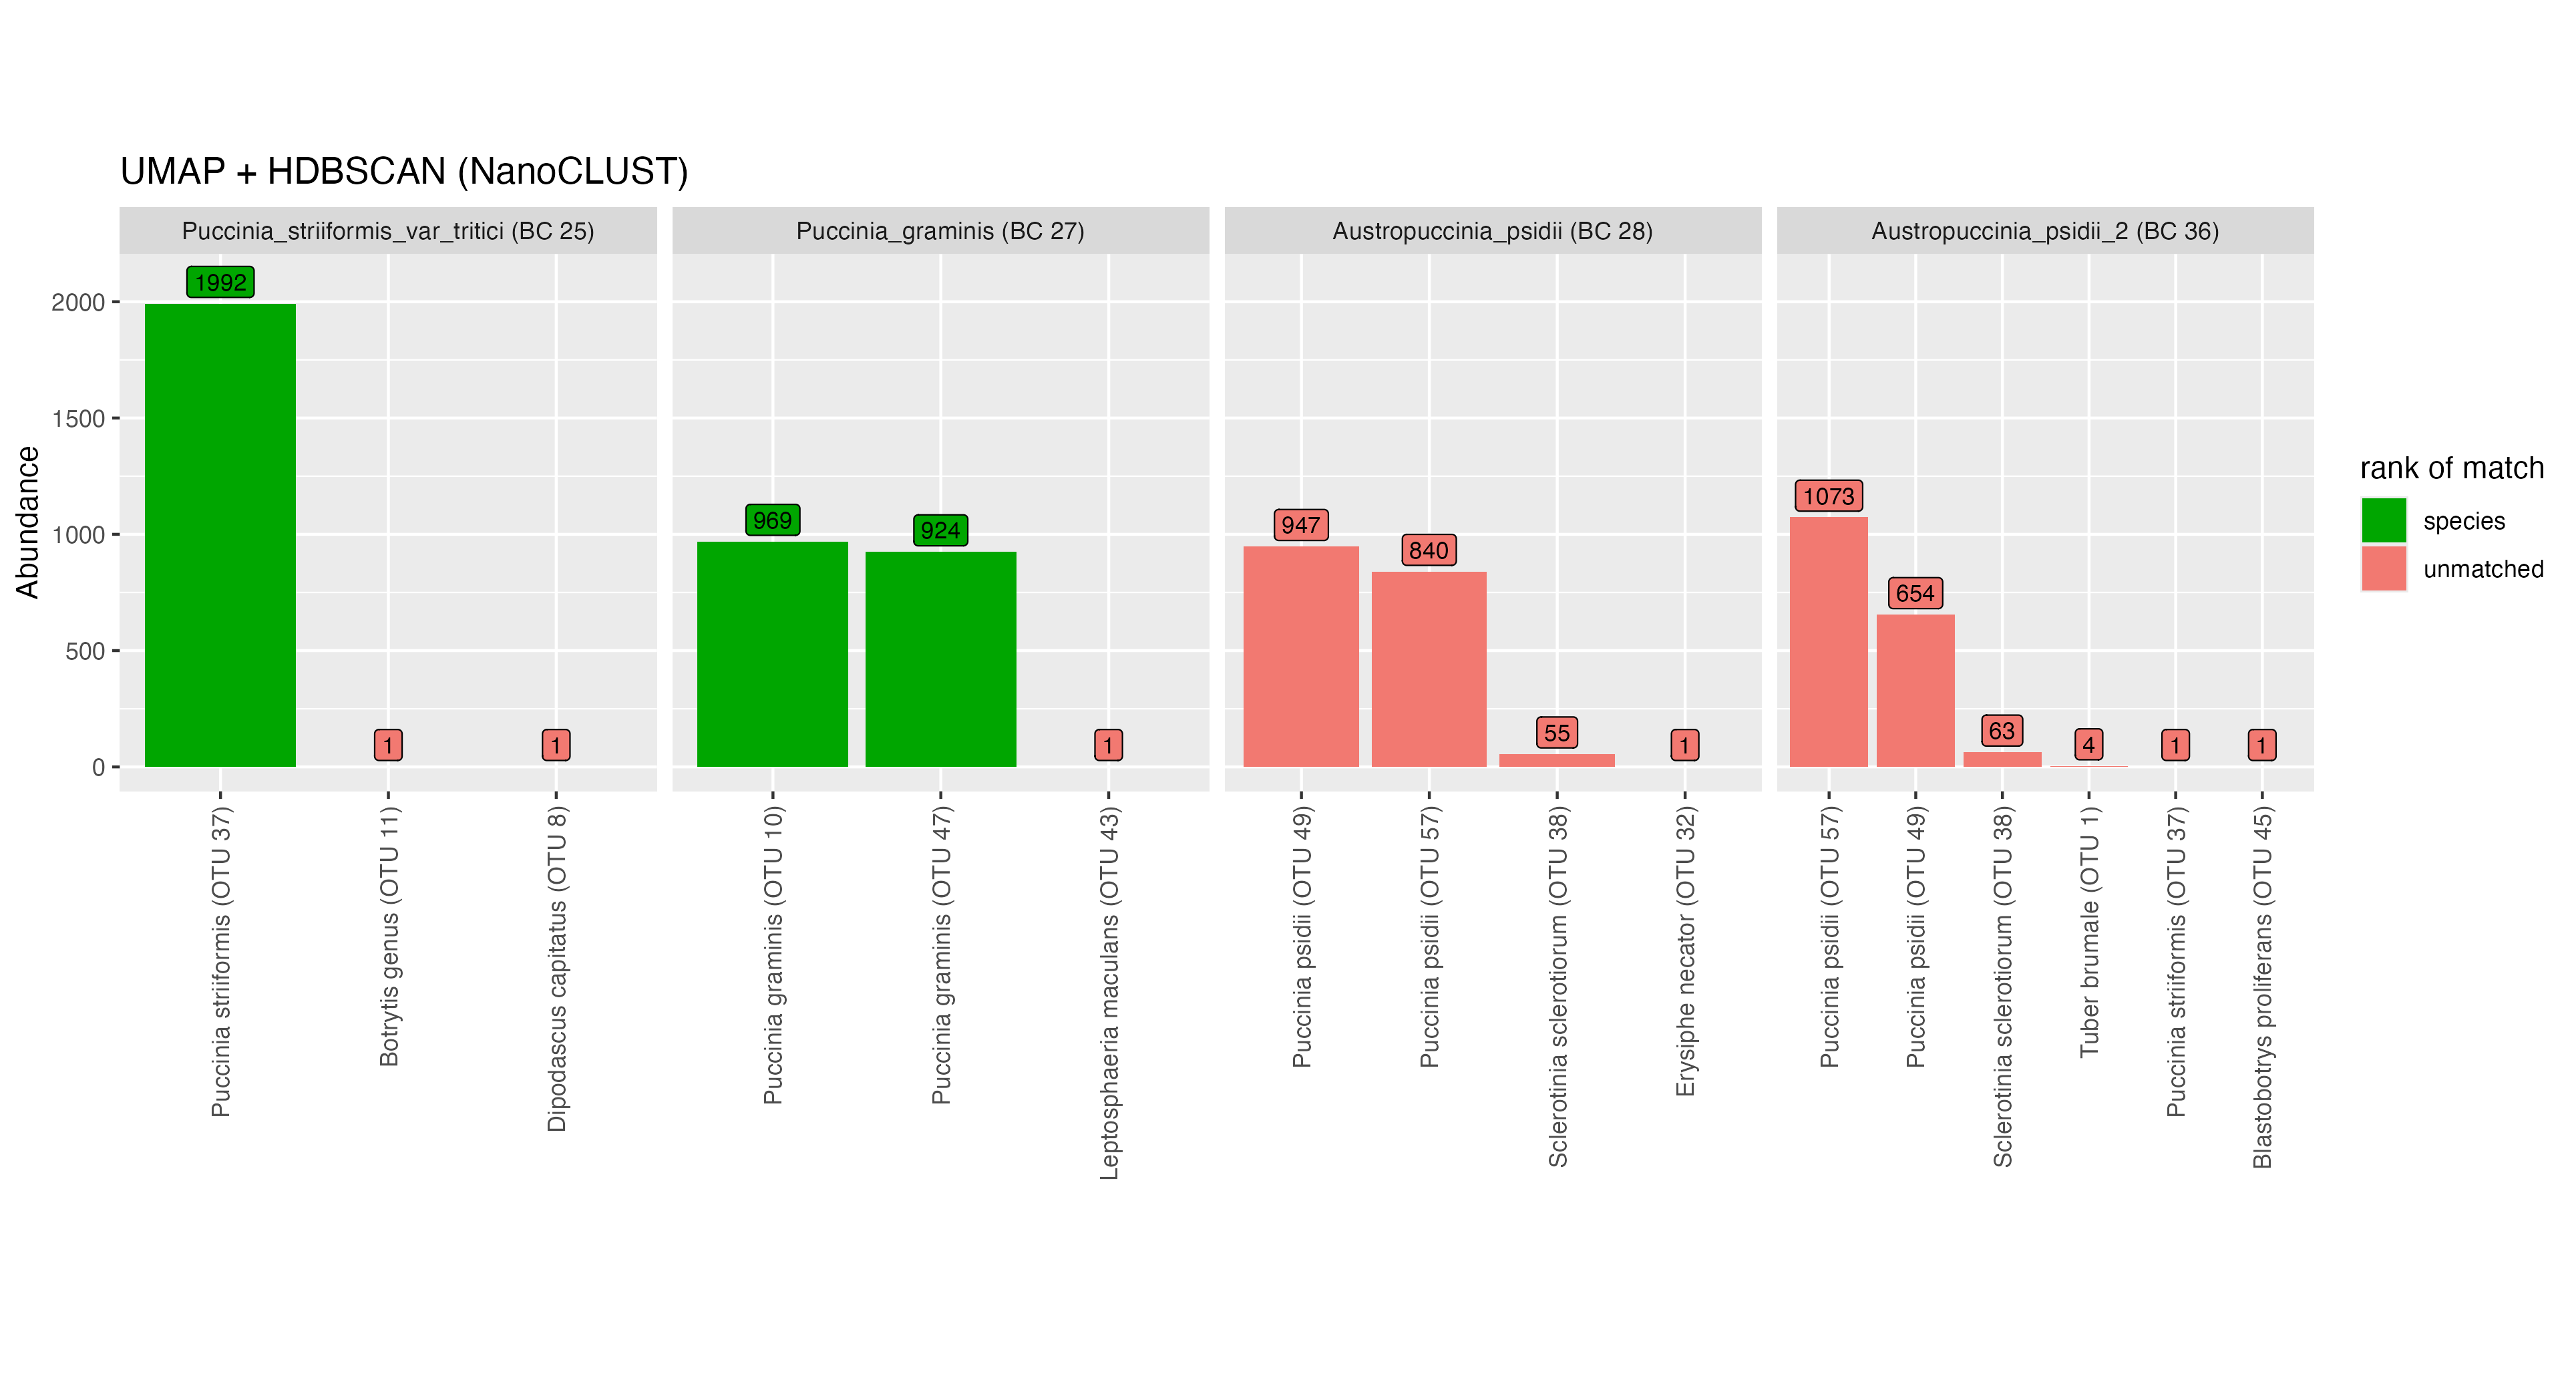 UMAP + HDBSCAN (NanoCLUST)
Puccinia_striiformis_var_tritici (BC 25)
Puccinia_graminis (BC 27)
Austropuccinia_psidii (BC 28)
Austropuccinia_psidii_2 (BC 36)
Abundance
2000
1500
1000
500
0
1992
1
1
969
924
1
947
840
55
1
1073
654
63
4
1
1
Puccinia striiformis (OTU 37)
Botrytis genus (OTU 11)
Dipodascus capitatus (OTU 8)
Puccinia graminis (OTU 10)
Puccinia graminis (OTU 47)
Leptosphaeria maculans (OTU 43)
Puccinia psidii (OTU 49)
Puccinia psidii (OTU 57)
Sclerotinia sclerotiorum (OTU 38)
Erysiphe necator (OTU 32)
Puccinia psidii (OTU 57)
Puccinia psidii (OTU 49)
Sclerotinia sclerotiorum (OTU 38)
Tuber brumale (OTU 1)
Puccinia striiformis (OTU 37)
Blastobotrys proliferans (OTU 45)
rank of match
species
unmatched